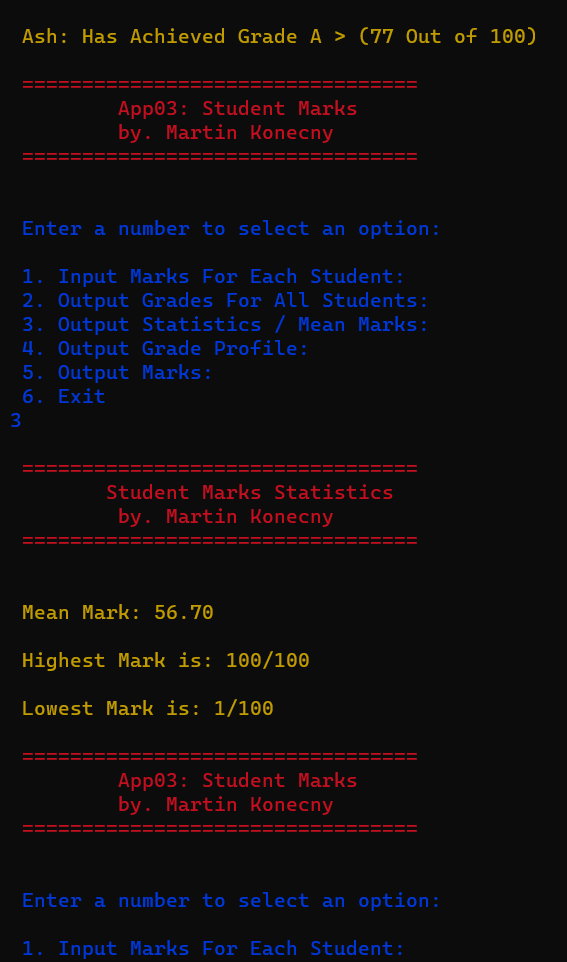 Ash: Has Achieved Grade A > (77 Out of 100)
=================================
App03: Student Marks
by. Martin Konecny
=================================
Enter a number to select an option:
1. Input Marks For Each Student:
2. Output Grades For All Students:
3. Output Statistics / Mean Marks:
4. Output Grade Profile:
5. Output Marks:
6. Exit
3
=================================
Student Marks Statistics
by. Martin Konecny
=================================
Mean Mark: 56.70
Highest Mark is: 100/100
Lowest Mark is: 1/100
=================================
App03: Student Marks
by. Martin Konecny
=================================
Enter a number to select an option:
1. Input Marks For Each Student: